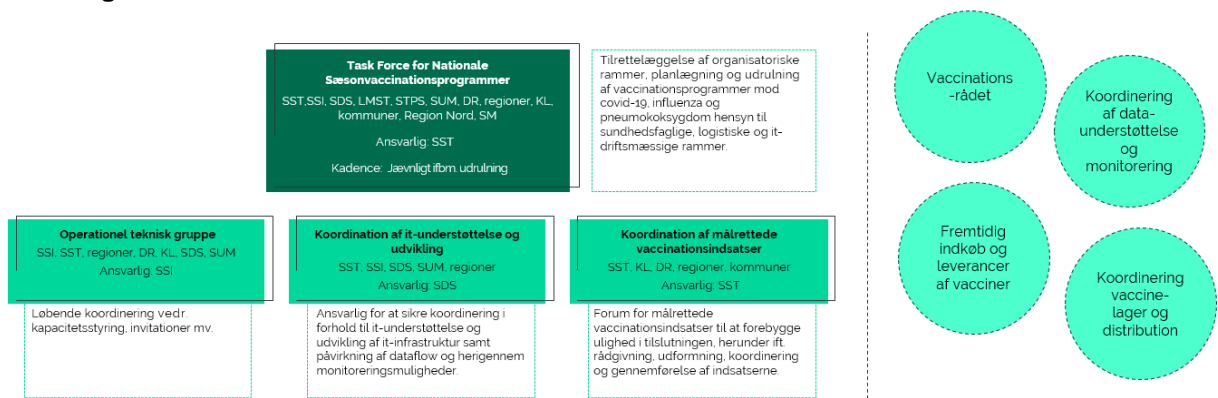 Task Force for Nationale
Sæsonvaccinationsprogrammer
SST,SSI, SDS, LMST, STPS, SUM, DR, regioner, KL,
kommuner, Region Nord, SM
Ansvarlig: SST
Kadence: Jævnligt ifbm. udrulning
Tilrettelæggelse af organisatoriske
rammer, planlægning og udrulning
af vaccinationsprogrammer mod
covid-19, influenza og
pneumokoksygdom hensyn til
sundhedsfaglige, logistiske og it-
driftsmæssige rammer.
Operationel teknisk gruppe
SSI, SST, regioner, DR, KL, SDS, SUM
Ansvarlig: SSI
Løbende koordinering vedr.
kapacitetsstyring, invitationer mv.
Koordination af it-understøttelse og
udvikling
SST, SSI, SDS, SUM, regioner
Ansvarlig: SDS
Ansvarlig for at sikre koordinering i
forhold til it-understøttelse og
udvikling af it-infrastruktur samt
påvirkning af dataflow og herigennem
monitoreringsmuligheder.
Koordination af målrettede
vaccinationsindsatser
SST, KL, DR, regioner, kommuner
Ansvarlig: SST
Forum for målrettede
vaccinationsindsatser til at forebygge
ulighed i tilslutningen, herunder ift.
rådgivning, udformning, koordinering
og gennemførelse af indsatserne.
Vaccinations
-rådet
Koordinering
af data-
understøttelse
og
monitorering
Fremtidig
indkøb og
leverancer
af vacciner
Koordinering
vaccine-
lager og
distribution